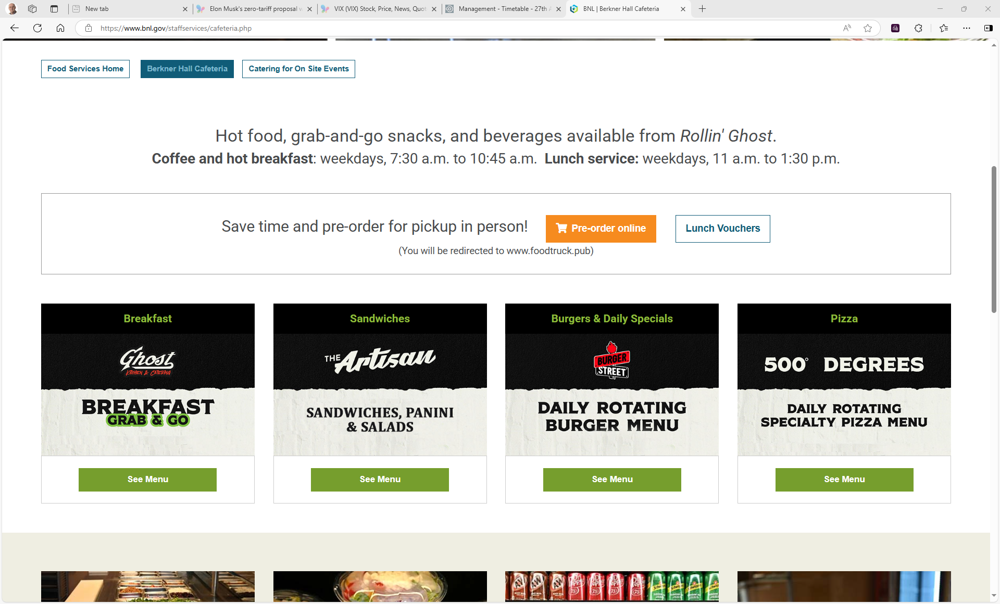 New tab
Elon Musk's zero-tariff proposal
VIX (VIX) Stock, Price, News, Quot
Management - Timetable - 27th
BNL | Berkner Hall Cafeteria
https://www.bnl.gov/staffservices/cafeteria.php
Food Services Home
Berkner Hall Cafeteria
Catering for On Site Events
Hot food, grab-and-go snacks, and beverages available from Rollin' Ghost.
Coffee and hot breakfast: weekdays, 7:30 a.m. to 10:45 a.m. Lunch service: weekdays, 11 a.m. to 1:30 p.m.
Save time and pre-order for pickup in person!
Pre-order online
Lunch Vouchers
(You will be redirected to www.foodtruck.pub)
Breakfast
Ghost
KITCHEN & CATERING
BREAKFAST
GRAB & GO
See Menu
Sandwiches
THE Artisan
SANDWICHES, PANINI
& SALADS
See Menu
Burgers & Daily Specials
BURGER
STREET
DAILY ROTATING
BURGER MENU
See Menu
Pizza
500° DEGREES
DAILY ROTATING
SPECIALTY PIZZA MENU
See Menu